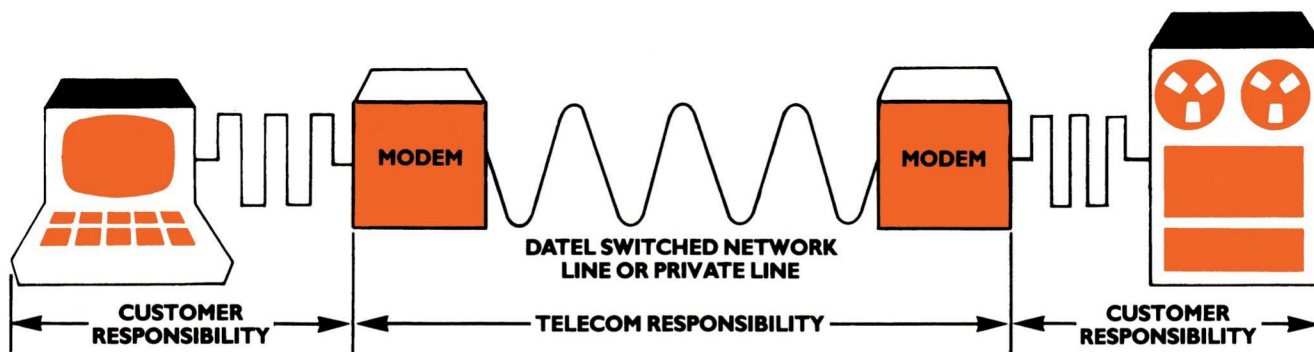 MODEM
MODEM
DATEL SWITCHED NETWORK
LINE OR PRIVATE LINE
CUSTOMER
RESPONSIBILITY
TELECOM RESPONSIBILITY
CUSTOMER
RESPONSIBILITY